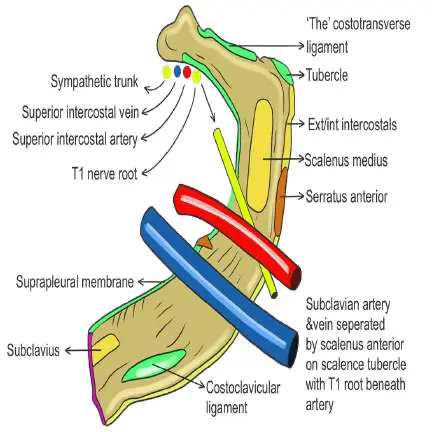 'The' costotransverse
ligament
Tubercle
Sympathetic trunk
Superior intercostal vein
Superior intercostal artery
T1 nerve root
Ext/int intercostals
Scalenus medius
Serratus anterior
Suprapleural membrane
Subclavius
Costoclavicular
ligament
Subclavian artery
&vein seperated
by scalenus anterior
on scalence tubercle
with T1 root beneath
artery